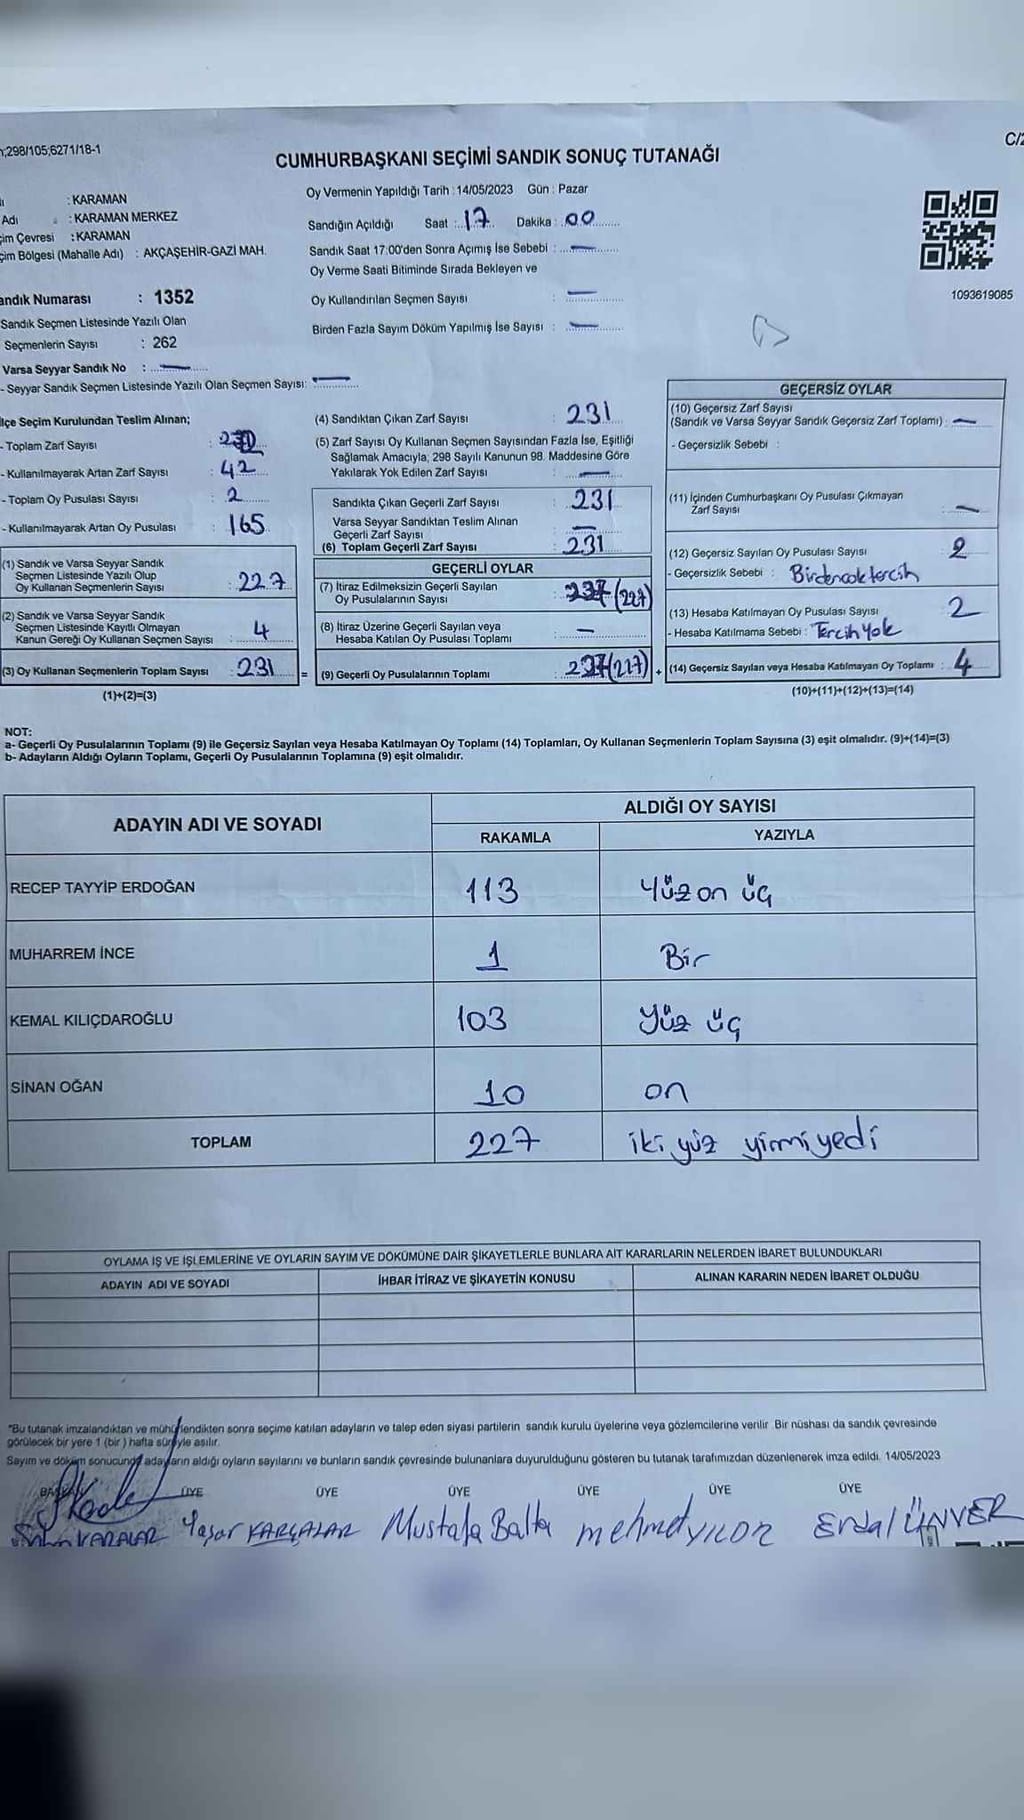 298/105;6271/18-1
C/2
CUMHURBAŞKANI SEÇİMİ SANDIK SONUÇ TUTANAĞI
: KARAMAN
Adı : KARAMAN MERKEZ
çim Çevresi : KARAMAN
çim Bölgesi (Mahalle Adı) : AKÇAŞEHİR-GAZİ MAH.
andık Numarası : 1352
Sandık Seçmen Listesinde Yazılı Olan
Seçmenlerin Sayısı : 262
Varsa Seyyar Sandık No : —
- Seyyar Sandık Seçmen Listesinde Yazılı Olan Seçmen Sayısı: —
Oy Vermenin Yapıldığı Tarih : 14/05/2023 Gün : Pazar
Sandığın Açıldığı Saat : 17 Dakika : 00
Sandık Saat 17:00'den Sonra Açımış İse Sebebi : —
Oy Verme Saati Bitiminde Sırada Bekleyen ve
Oy Kullandırılan Seçmen Sayısı : —
Birden Fazla Sayım Döküm Yapılmış İse Sayısı : —
1093619085
İlçe Seçim Kurulundan Teslim Alınan;
- Toplam Zarf Sayısı :
- Kullanılmayarak Artan Zarf Sayısı : 42
- Toplam Oy Pusulası Sayısı : 2
- Kullanılmayarak Artan Oy Pusulası : 165
(1) Sandık ve Varsa Seyyar Sandık
Seçmen Listesinde Yazılı Olup
Oy Kullanan Seçmenlerin Sayısı : 227
(2) Sandık ve Varsa Seyyar Sandık
Seçmen Listesinde Kayıtlı Olmayan
Kanun Gereği Oy Kullanan Seçmen Sayısı : 4
(3) Oy Kullanan Seçmenlerin Toplam Sayısı : 231 =
(1)+(2)=(3)
(4) Sandıktan Çıkan Zarf Sayısı : 231
(5) Zarf Sayısı Oy Kullanan Seçmen Sayısından Fazla İse, Eşitliği
Sağlamak Amacıyla; 298 Sayılı Kanunun 98. Maddesine Göre
Yakılarak Yok Edilen Zarf Sayısı : —
Sandıkta Çıkan Geçerli Zarf Sayısı : 231
Varsa Seyyar Sandıktan Teslim Alınan
Geçerli Zarf Sayısı : —
(6) Toplam Geçerli Zarf Sayısı : 231
GEÇERLİ OYLAR
(7) İtiraz Edilmeksizin Geçerli Sayılan
Oy Pusulalarının Sayısı : 237 (227)
(8) İtiraz Üzerine Geçerli Sayılan veya
Hesaba Katılan Oy Pusulası Toplamı : —
(9) Geçerli Oy Pusulalarının Toplamı : 237 (227) +
GEÇERSİZ OYLAR
(10) Geçersiz Zarf Sayısı
(Sandık ve Varsa Seyyar Sandık Geçersiz Zarf Toplamı) : —
- Geçersizlik Sebebi :
(11) İçinden Cumhurbaşkanı Oy Pusulası Çıkmayan
Zarf Sayısı : —
(12) Geçersiz Sayılan Oy Pusulası Sayısı : 2
- Geçersizlik Sebebi : Birdencok tercih
(13) Hesaba Katılmayan Oy Pusulası Sayısı : 2
- Hesaba Katılmama Sebebi : Tercih Yok
(14) Geçersiz Sayılan veya Hesaba Katılmayan Oy Toplamı : 4
(10)+(11)+(12)+(13)=(14)
NOT:
a- Geçerli Oy Pusulalarının Toplamı (9) ile Geçersiz Sayılan veya Hesaba Katılmayan Oy Toplamı (14) Toplamları, Oy Kullanan Seçmenlerin Toplam Sayısına (3) eşit olmalıdır. (9)+(14)=(3)
b- Adayların Aldığı Oyların Toplamı, Geçerli Oy Pusulalarının Toplamına (9) eşit olmalıdır.
ADAYIN ADI VE SOYADI ALDIĞI OY SAYISI
RAKAMLA YAZIYLA
RECEP TAYYİP ERDOĞAN 113 Yüz on üç
MUHARREM İNCE 1 Bir
KEMAL KILIÇDAROĞLU 103 Yüz üç
SİNAN OĞAN 10 on
TOPLAM 227 iki yüz yirmi yedi
OYLAMA İŞ VE İŞLEMLERİNE VE OYLARIN SAYIM VE DÖKÜMÜNE DAİR ŞİKAYETLERLE BUNLARA AİT KARARLARIN NELERDEN İBARET BULUNDUKLARI
ADAYIN ADI VE SOYADI İHBAR İTİRAZ VE ŞİKAYETİN KONUSU ALINAN KARARIN NEDEN İBARET OLDUĞU
"Bu tutanak imzalandıktan ve mühürlendikten sonra seçime katılan adayların ve talep eden siyasi partilerin sandık kurulu üyelerine veya gözlemcilerine verilir. Bir nüshası da sandık çevresinde
görülecek bir yere 1 (bir) hafta süreyle asılır.
Sayım ve döküm sonucunda adayların aldığı oyların sayılarını ve bunların sandık çevresinde bulunanlara duyurulduğunu gösteren bu tutanak tarafımızdan düzenlenerek imza edildi. 14/05/2023
BAŞKAN ÜYE ÜYE ÜYE ÜYE ÜYE ÜYE
KARALAR Yaşar KARÇALAR Mustafa Balta mehmet Erdal ÜNVER